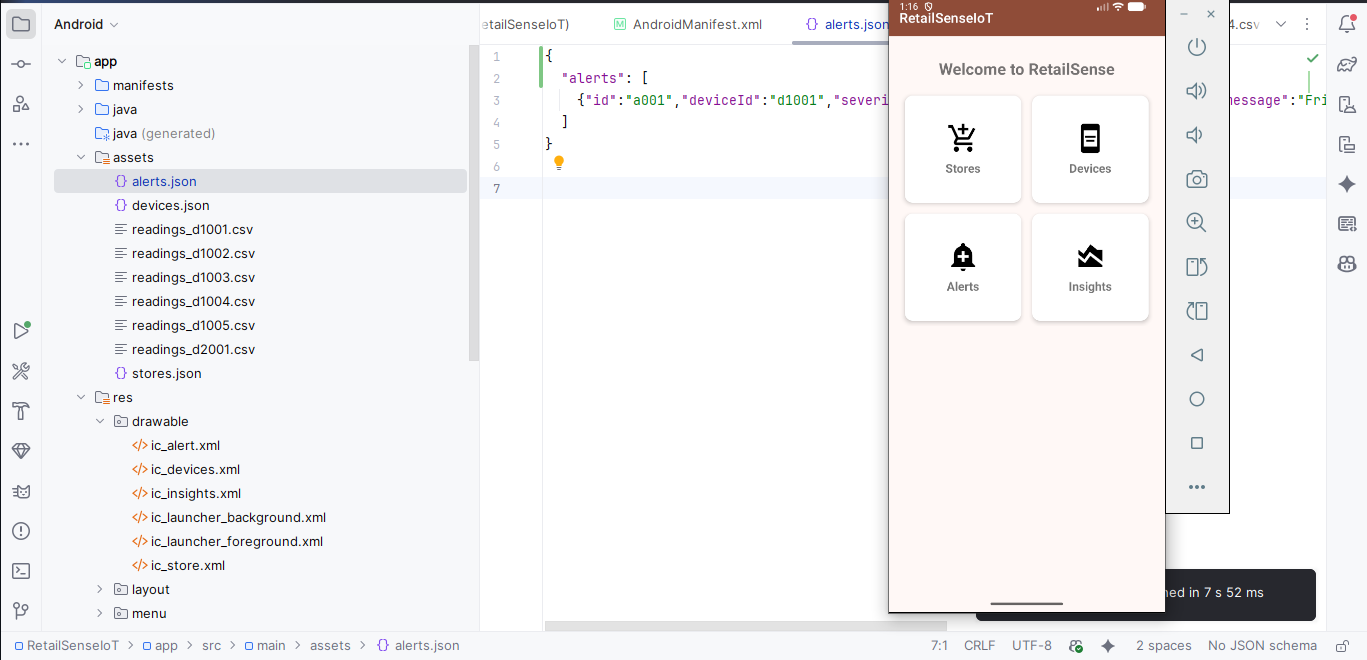 Android
app
manifests
java
java (generated)
assets
alerts.json
devices.json
readings_d1001.csv
readings_d1002.csv
readings_d1003.csv
readings_d1004.csv
readings_d1005.csv
readings_d2001.csv
stores.json
res
drawable
ic_alert.xml
ic_devices.xml
ic_insights.xml
ic_launcher_background.xml
ic_launcher_foreground.xml
ic_store.xml
layout
menu
etailSenseIoT) AndroidManifest.xml alerts.json 4.csv
1 {
2 "alerts": [
3 {"id":"a001","deviceId":"d1001","severi message":"Fri
4 ]
5 }
6
7
1:16
RetailSenseIoT
Welcome to RetailSense
Stores Devices
Alerts Insights
ned in 7 s 52 ms
RetailSenseIoT > app > src > main > assets > alerts.json 7:1 CRLF UTF-8 2 spaces No JSON schema